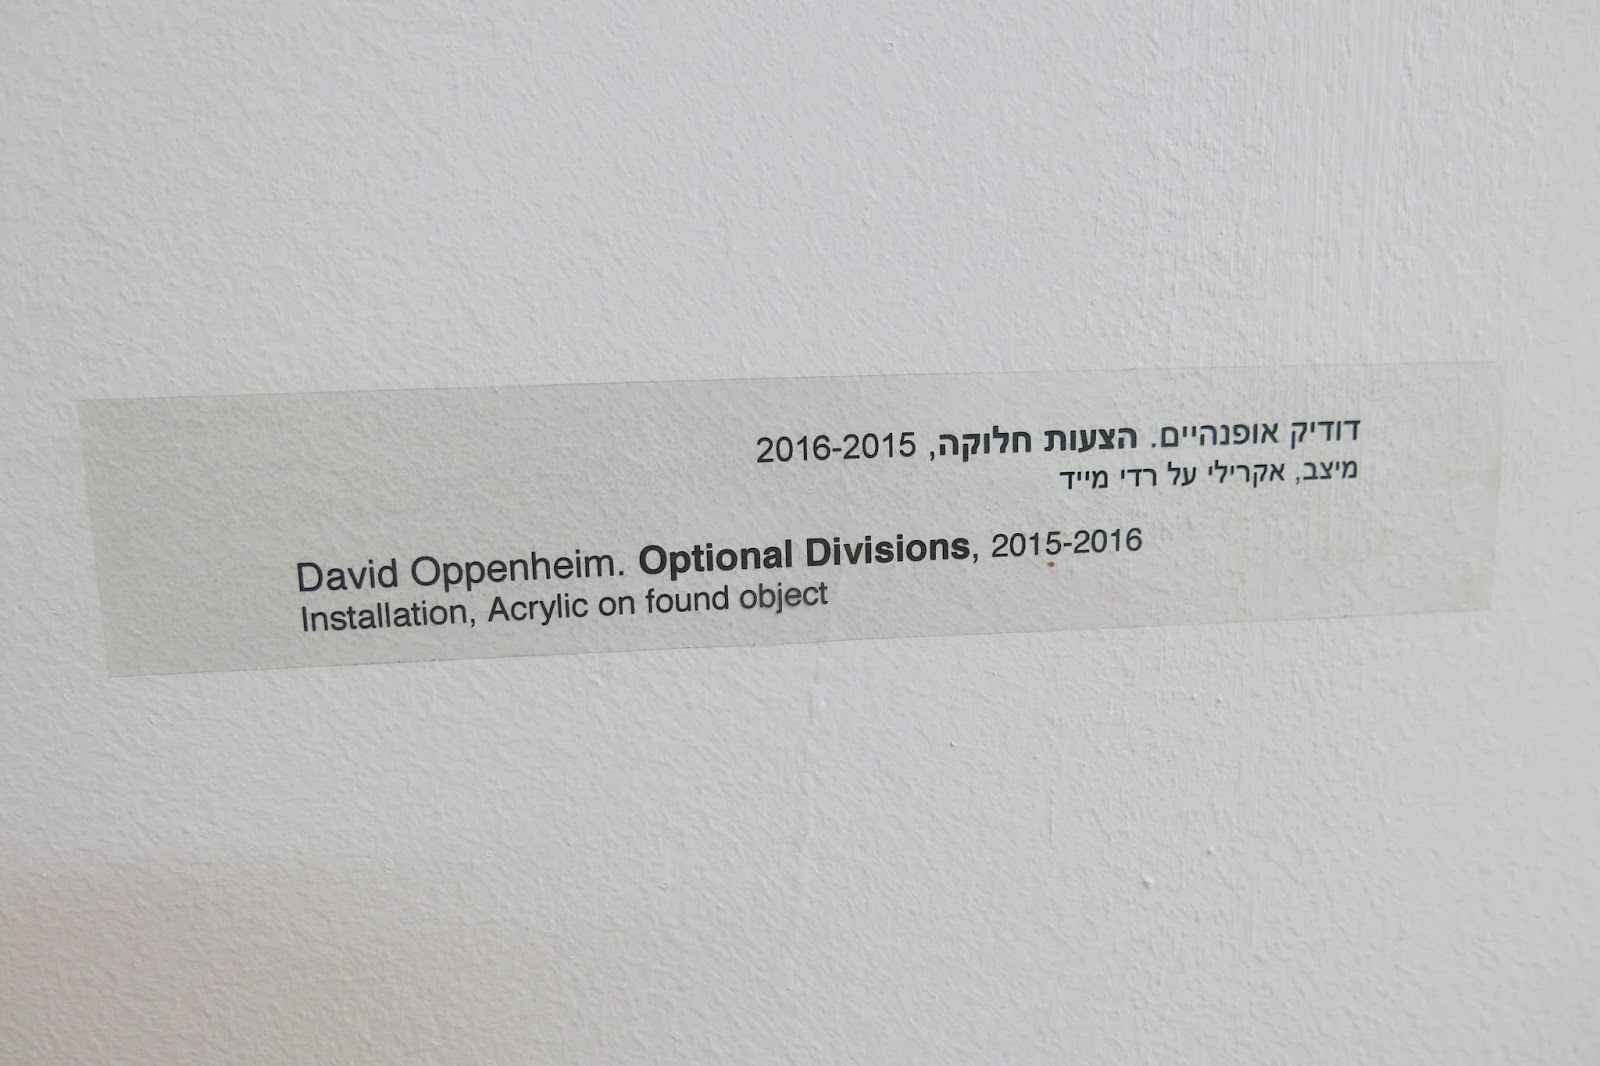 דודיק אופנהיים. הצעות חלוקה, 2016-2015
מיצב, אקרילי על רדי מייד
David Oppenheim. Optional Divisions, 2015-2016
Installation, Acrylic on found object